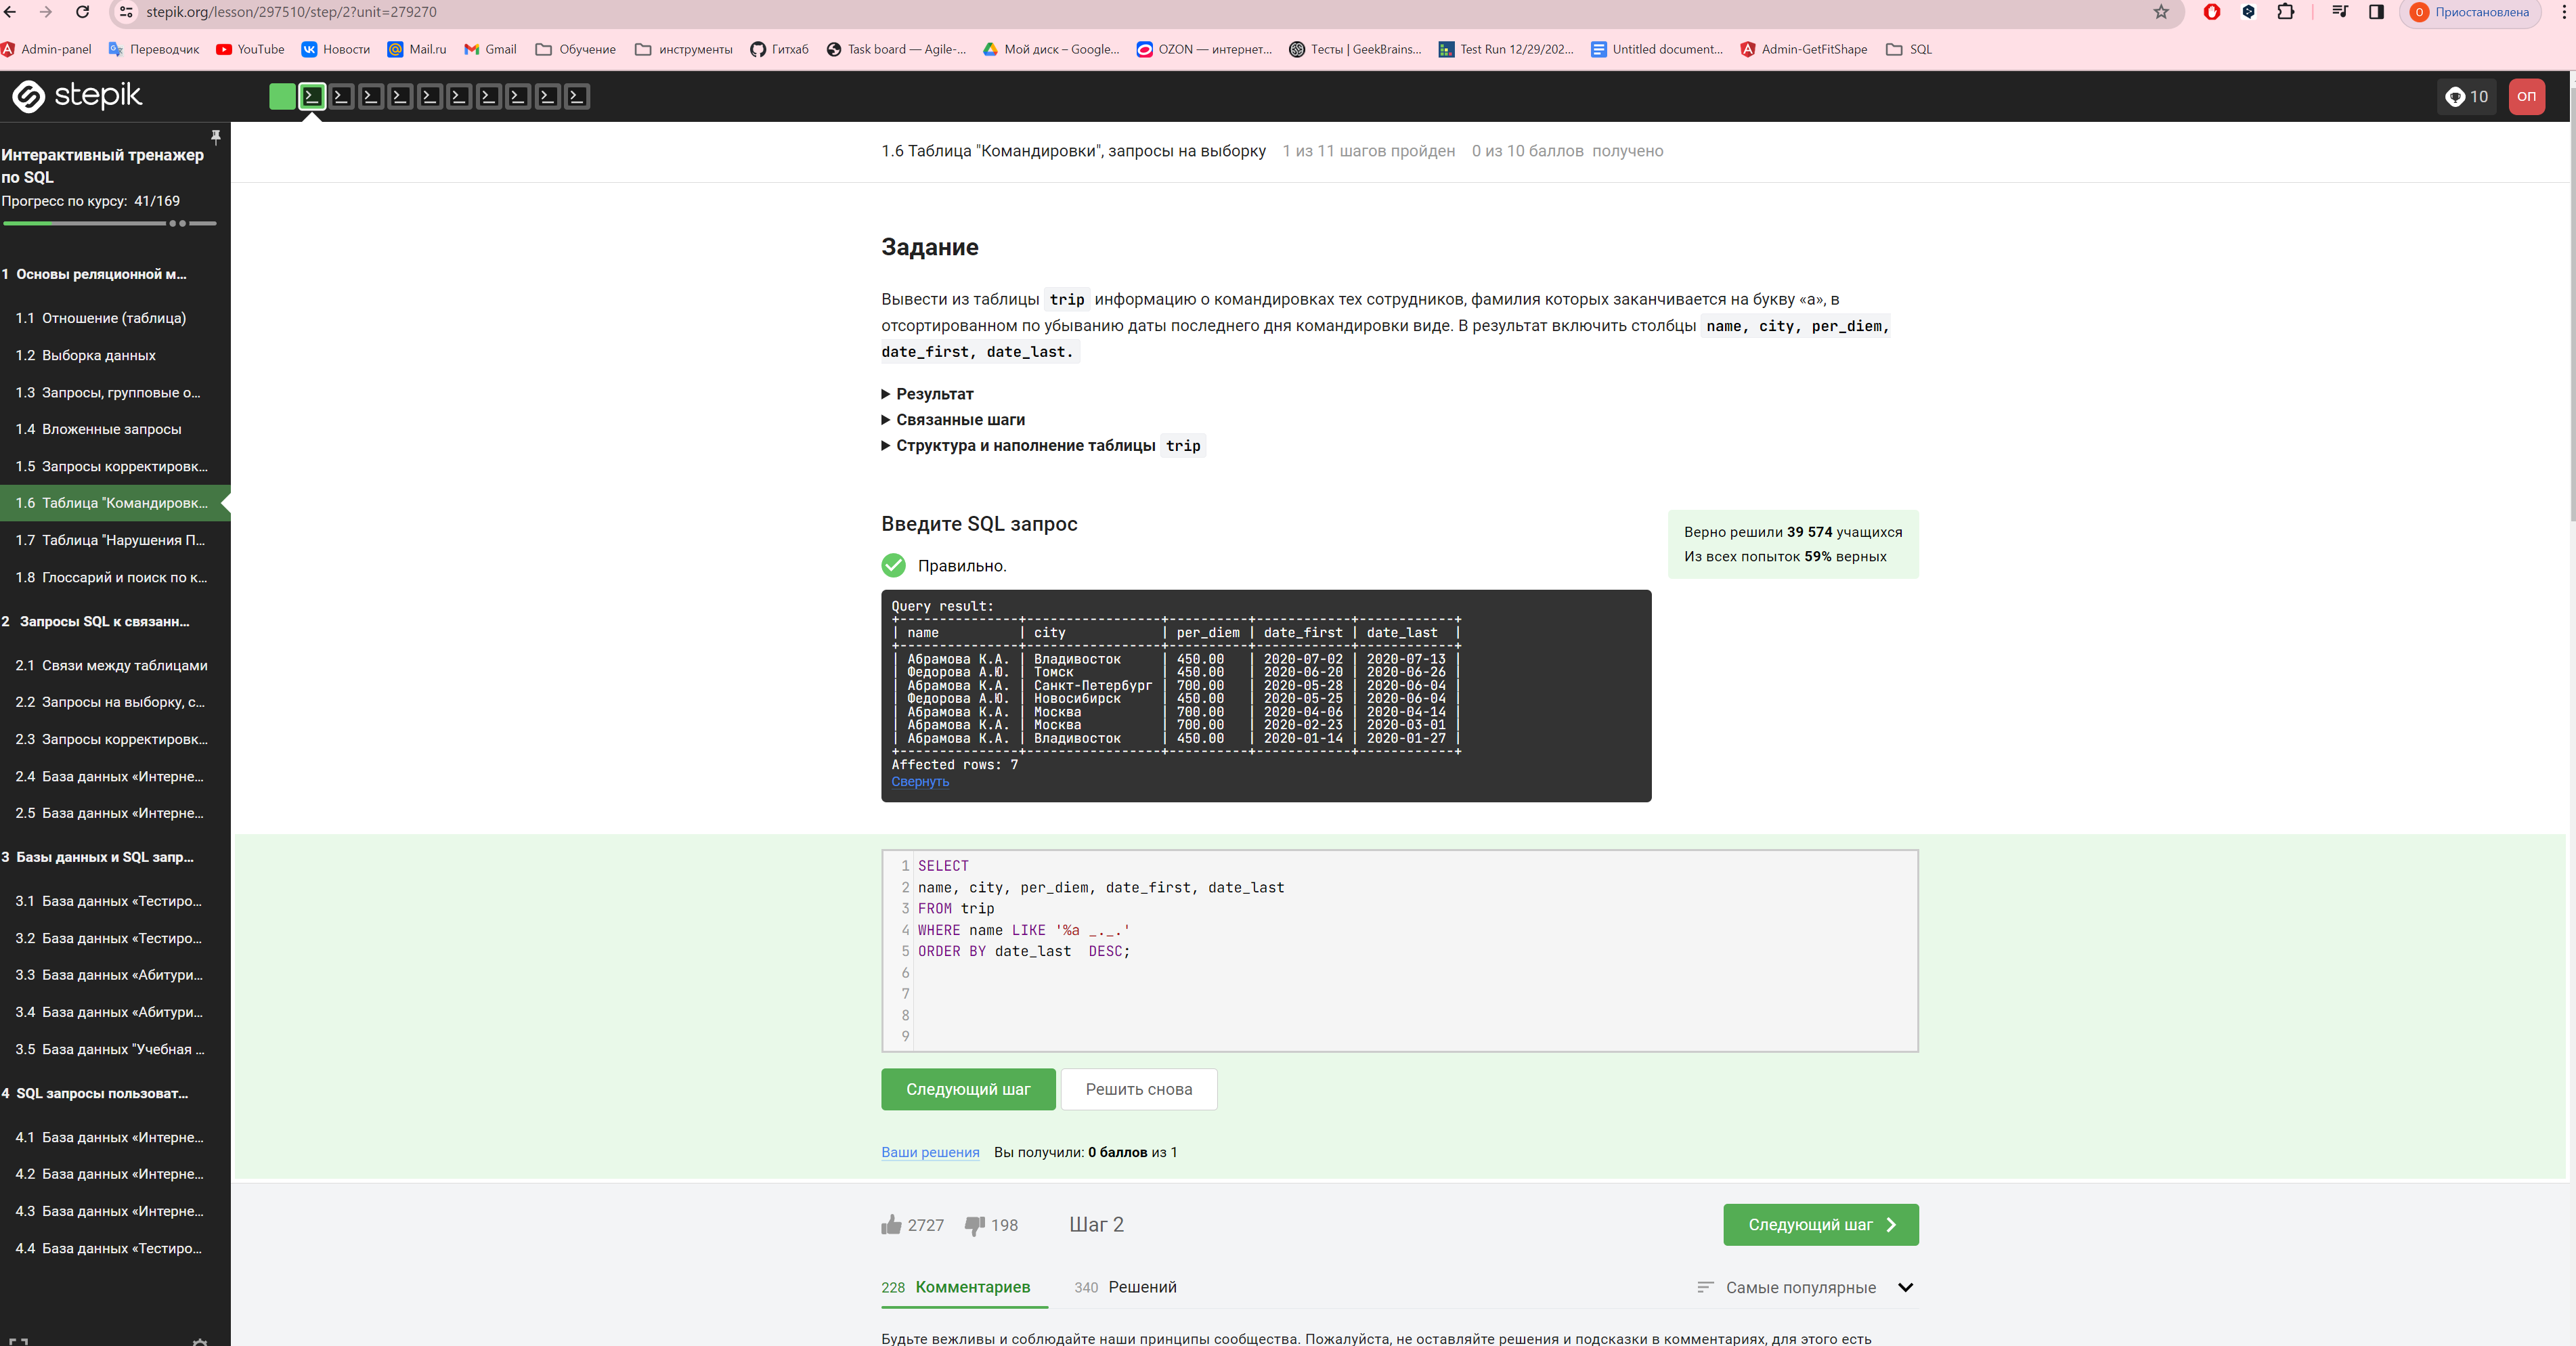 stepik.org/lesson/297510/step/2?unit=279270
O Приостановлена
Admin-panel Переводчик YouTube Новости Mail.ru Gmail Обучение инструменты Гитхаб Task board — Agile-... Мой диск – Google... OZON — интернет... Тесты | GeekBrains... Test Run 12/29/202... Untitled document... Admin-GetFitShape SQL
stepik
10
ОП
Интерактивный тренажер
по SQL
Прогресс по курсу: 41/169
1 Основы реляционной м...
1.1 Отношение (таблица)
1.2 Выборка данных
1.3 Запросы, групповые о...
1.4 Вложенные запросы
1.5 Запросы корректировк...
1.6 Таблица "Командировк...
1.7 Таблица "Нарушения П...
1.8 Глоссарий и поиск по к...
2 Запросы SQL к связанн...
2.1 Связи между таблицами
2.2 Запросы на выборку, с...
2.3 Запросы корректировк...
2.4 База данных «Интерне...
2.5 База данных «Интерне...
3 Базы данных и SQL запр...
3.1 База данных «Тестиро...
3.2 База данных «Тестиро...
3.3 База данных «Абитури...
3.4 База данных «Абитури...
3.5 База данных "Учебная ...
4 SQL запросы пользоват...
4.1 База данных «Интерне...
4.2 База данных «Интерне...
4.3 База данных «Интерне...
4.4 База данных «Тестиро...
1.6 Таблица "Командировки", запросы на выборку 1 из 11 шагов пройден 0 из 10 баллов получено
Задание
Вывести из таблицы trip информацию о командировках тех сотрудников, фамилия которых заканчивается на букву «а», в
отсортированном по убыванию даты последнего дня командировки виде. В результат включить столбцы name, city, per_diem,
date_first, date_last.
Результат
Связанные шаги
Структура и наполнение таблицы trip
Введите SQL запрос
Верно решили 39 574 учащихся
Из всех попыток 59% верных
Правильно.
Query result:
+---------------+-----------------+----------+------------+------------+
| name | city | per_diem | date_first | date_last |
+---------------+-----------------+----------+------------+------------+
| Абрамова К.А. | Владивосток | 450.00 | 2020-07-02 | 2020-07-13 |
| Федорова А.Ю. | Томск | 450.00 | 2020-06-20 | 2020-06-26 |
| Абрамова К.А. | Санкт-Петербург | 700.00 | 2020-05-28 | 2020-06-04 |
| Федорова А.Ю. | Новосибирск | 450.00 | 2020-05-25 | 2020-06-04 |
| Абрамова К.А. | Москва | 700.00 | 2020-04-06 | 2020-04-14 |
| Абрамова К.А. | Москва | 700.00 | 2020-02-23 | 2020-03-01 |
| Абрамова К.А. | Владивосток | 450.00 | 2020-01-14 | 2020-01-27 |
+---------------+-----------------+----------+------------+------------+
Affected rows: 7
Свернуть
1 SELECT
2 name, city, per_diem, date_first, date_last
3 FROM trip
4 WHERE name LIKE '%а _._.'
5 ORDER BY date_last  DESC;
6
7
8
9
Следующий шаг Решить снова
Ваши решения Вы получили: 0 баллов из 1
2727 198 Шаг 2 Следующий шаг
228 Комментариев 340 Решений Самые популярные
Будьте вежливы и соблюдайте наши принципы сообщества. Пожалуйста, не оставляйте решения и подсказки в комментариях, для этого есть